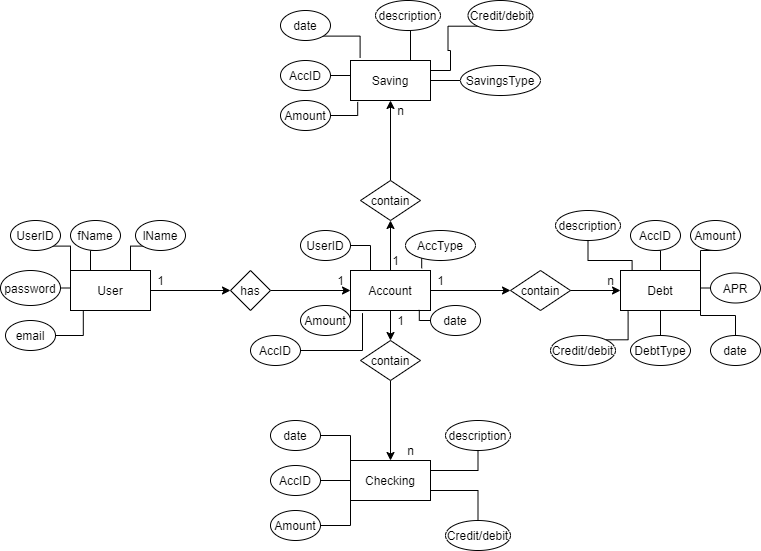 date
description
Credit/debit
AccID
Saving
SavingsType
Amount
n
contain
description
UserID
fName
lName
UserID
AccType
AccID
Amount
1
password
User
1
has
1
Account
1
contain
n
Debt
APR
email
Amount
1
date
AccID
contain
Credit/debit
DebtType
date
date
n
description
AccID
Checking
Amount
Credit/debit